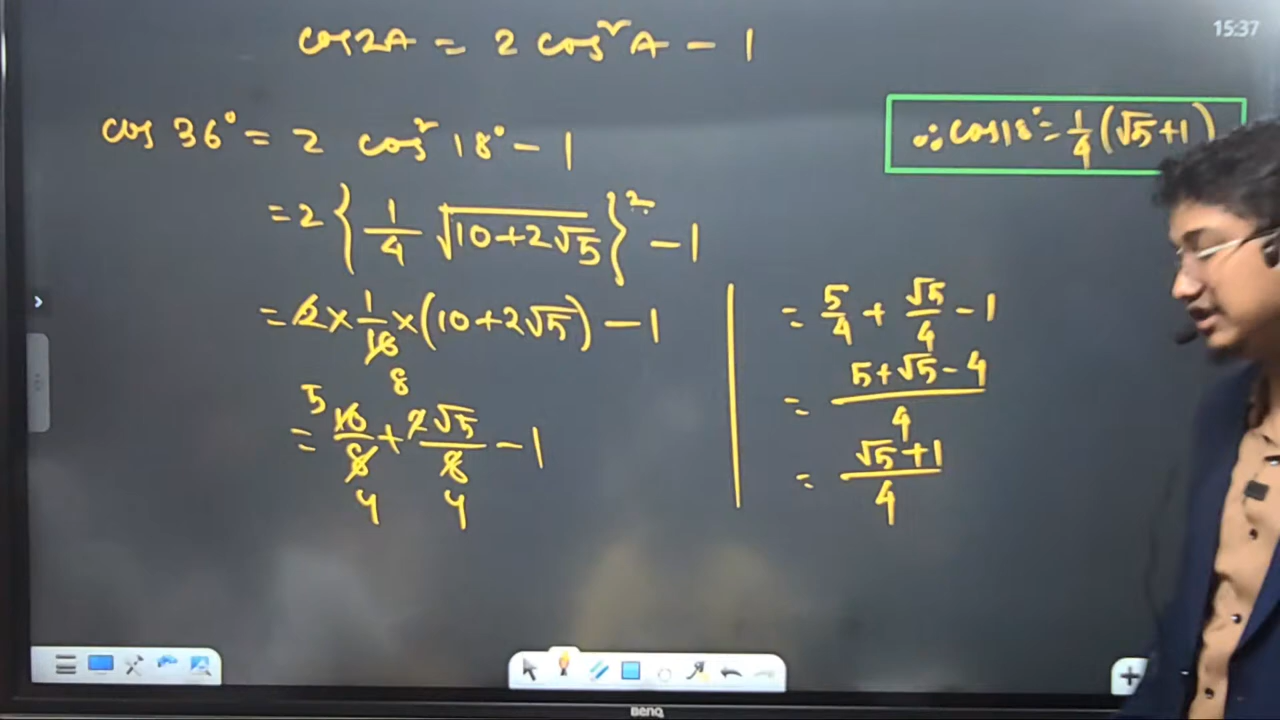 15:37
cos2A = 2 cos²A - 1
cos 36° = 2 cos² 18° - 1
∴ cos18° = 1/4 (√5+1)
= 2 { 1/4 √(10+2√5) }² - 1
= 2 × 1/16 × (10+2√5) - 1
8
= 10/8 + 2√5/8 - 1
5
4 4
= 5/4 + √5/4 - 1
= (5+√5-4)/4
= (√5+1)/4
BenQ